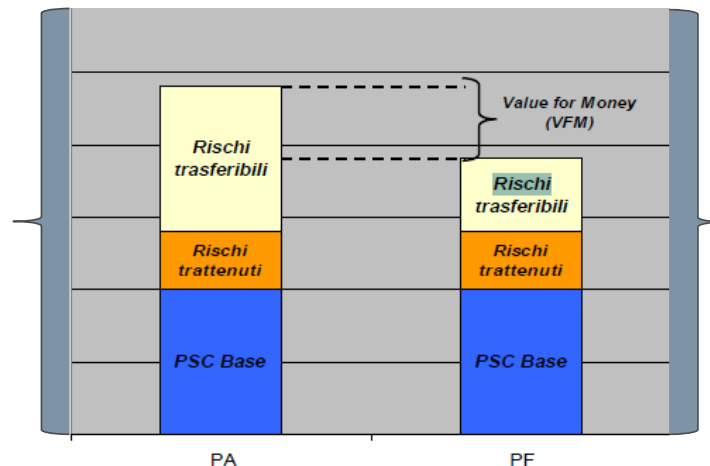 Value for Money
(VFM)
Rischi
trasferibili
Rischi
trasferibili
Rischi
trattenuti
Rischi
trattenuti
PSC Base
PSC Base
PA
PF